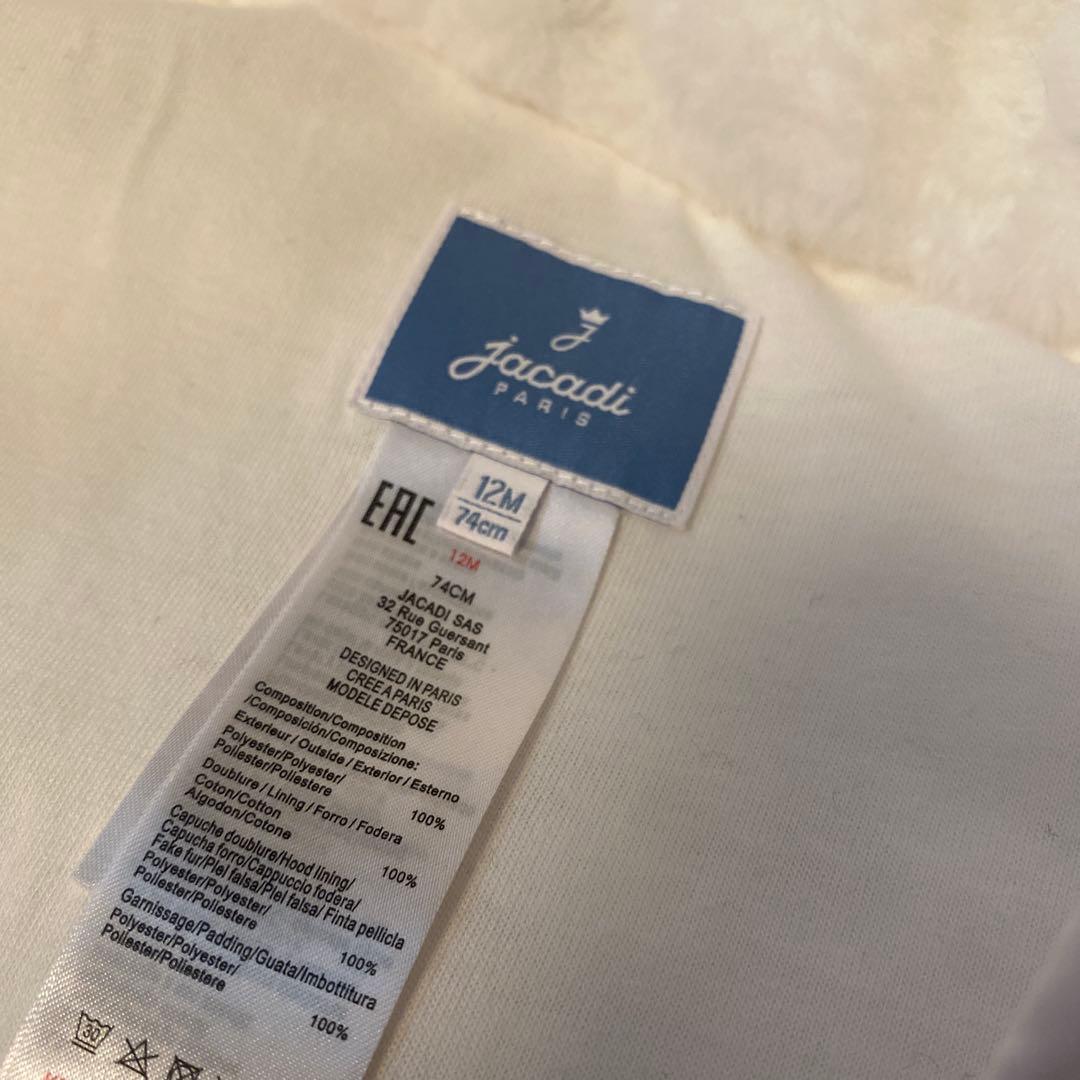 J
jacadi
PARIS
12M
74cm
EAC
12M
74CM
JACADI SAS
32 Rue Guersant
75017 Paris
FRANCE
DESIGNED IN PARIS
CREE A PARIS
MODELE DEPOSE
Composition/Composition
/Composición/Composizione:
Exterieur / Outside / Exterior / Esterno
Polyester/Polyester/
Poliester/Poliestere
100%
Doublure / Lining / Forro / Fodera
Coton/Cotton
Algodon/Cotone
100%
Capuche doublure/Hood lining/
Capucha forro/Cappuccio fodera/
Fake fur/Piel falsa/Piel falsa/ Finta pellicla
Polyester/Polyester/
Poliester/Poliestere
100%
Garnissage/Padding/Guata/Imbottitura
Polyester/Polyester/
Poliester/Poliestere
100%
30